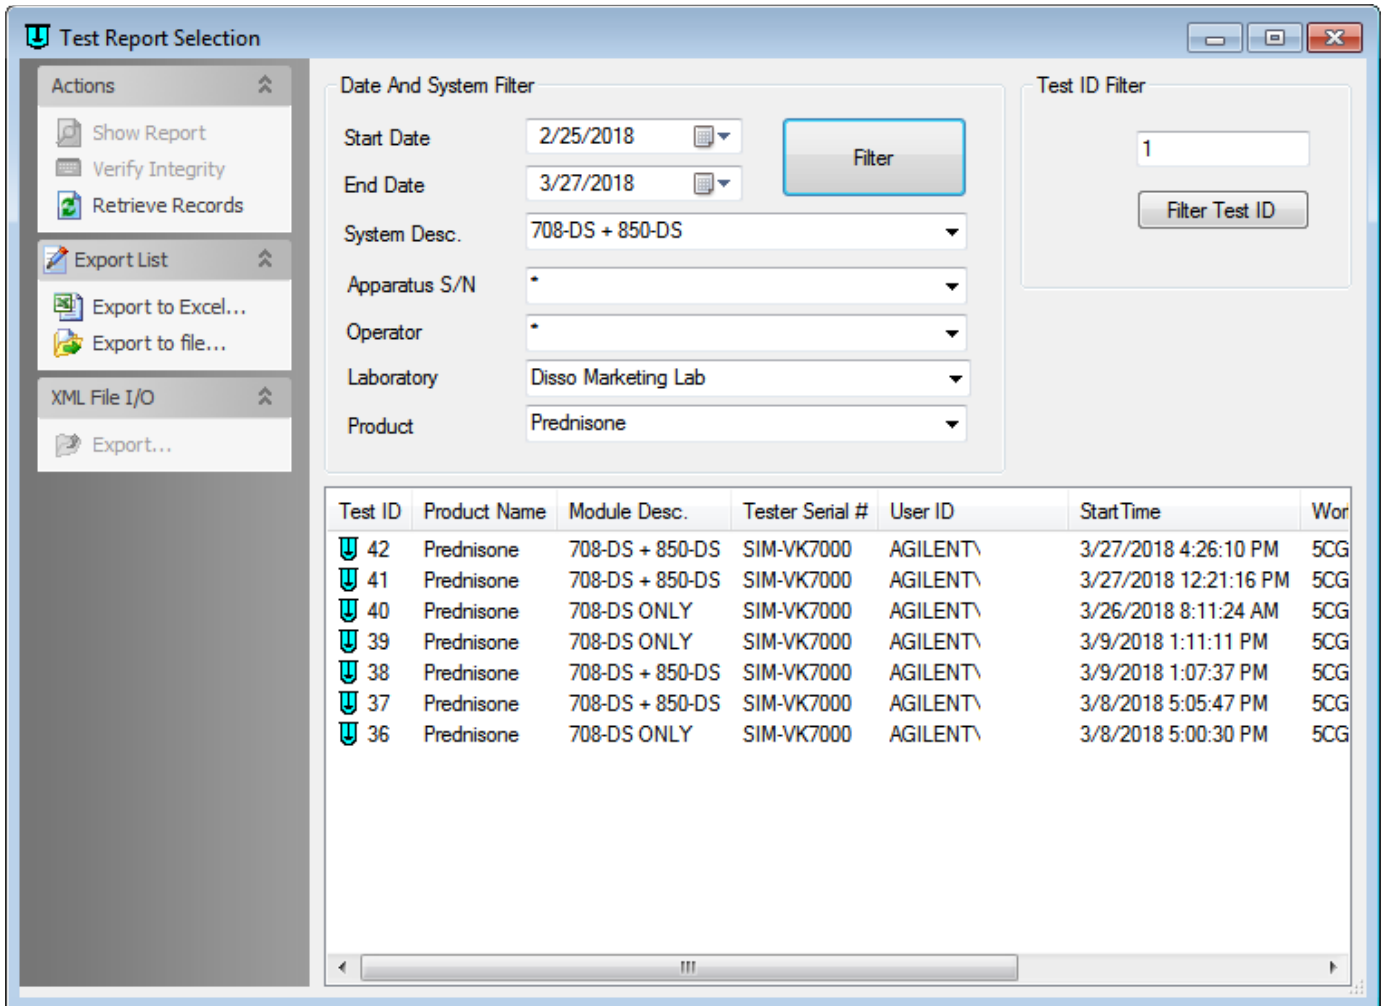 Test Report Selection
Actions
Show Report
Verify Integrity
Retrieve Records
Export List
Export to Excel...
Export to file...
XML File I/O
Export...
Date And System Filter
Start Date 2/25/2018
End Date 3/27/2018
Filter
System Desc. 708-DS + 850-DS
Apparatus S/N *
Operator *
Laboratory Disso Marketing Lab
Product Prednisone
Test ID Filter
1
Filter Test ID
Test ID Product Name Module Desc. Tester Serial # User ID StartTime Wor
42 Prednisone 708-DS + 850-DS SIM-VK7000 AGILENT\ 3/27/2018 4:26:10 PM 5CG
41 Prednisone 708-DS + 850-DS SIM-VK7000 AGILENT\ 3/27/2018 12:21:16 PM 5CG
40 Prednisone 708-DS ONLY SIM-VK7000 AGILENT\ 3/26/2018 8:11:24 AM 5CG
39 Prednisone 708-DS ONLY SIM-VK7000 AGILENT\ 3/9/2018 1:11:11 PM 5CG
38 Prednisone 708-DS + 850-DS SIM-VK7000 AGILENT\ 3/9/2018 1:07:37 PM 5CG
37 Prednisone 708-DS + 850-DS SIM-VK7000 AGILENT\ 3/8/2018 5:05:47 PM 5CG
36 Prednisone 708-DS ONLY SIM-VK7000 AGILENT\ 3/8/2018 5:00:30 PM 5CG